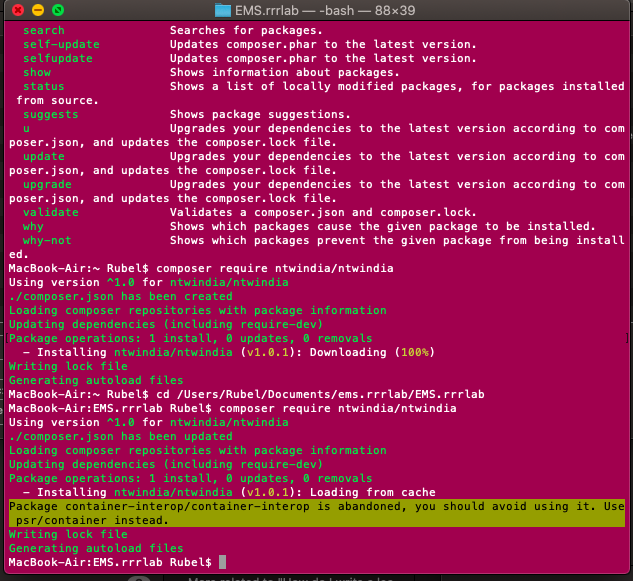 EMS.rrrlab — -bash — 88×39
search Searches for packages.
self-update Updates composer.phar to the latest version.
selfupdate Updates composer.phar to the latest version.
show Shows information about packages.
status Shows a list of locally modified packages, for packages installed
from source.
suggests Shows package suggestions.
u Upgrades your dependencies to the latest version according to com
poser.json, and updates the composer.lock file.
update Upgrades your dependencies to the latest version according to com
poser.json, and updates the composer.lock file.
upgrade Upgrades your dependencies to the latest version according to com
poser.json, and updates the composer.lock file.
validate Validates a composer.json and composer.lock.
why Shows which packages cause the given package to be installed.
why-not Shows which packages prevent the given package from being install
ed.
MacBook-Air:~ Rubel$ composer require ntwindia/ntwindia
Using version ^1.0 for ntwindia/ntwindia
./composer.json has been created
Loading composer repositories with package information
Updating dependencies (including require-dev)
Package operations: 1 install, 0 updates, 0 removals
- Installing ntwindia/ntwindia (v1.0.1): Downloading (100%)
Writing lock file
Generating autoload files
MacBook-Air:~ Rubel$ cd /Users/Rubel/Documents/ems.rrrlab/EMS.rrrlab
MacBook-Air:EMS.rrrlab Rubel$ composer require ntwindia/ntwindia
Using version ^1.0 for ntwindia/ntwindia
./composer.json has been updated
Loading composer repositories with package information
Updating dependencies (including require-dev)
Package operations: 1 install, 0 updates, 0 removals
- Installing ntwindia/ntwindia (v1.0.1): Loading from cache
Package container-interop/container-interop is abandoned, you should avoid using it. Use
psr/container instead.
Writing lock file
Generating autoload files
MacBook-Air:EMS.rrrlab Rubel$